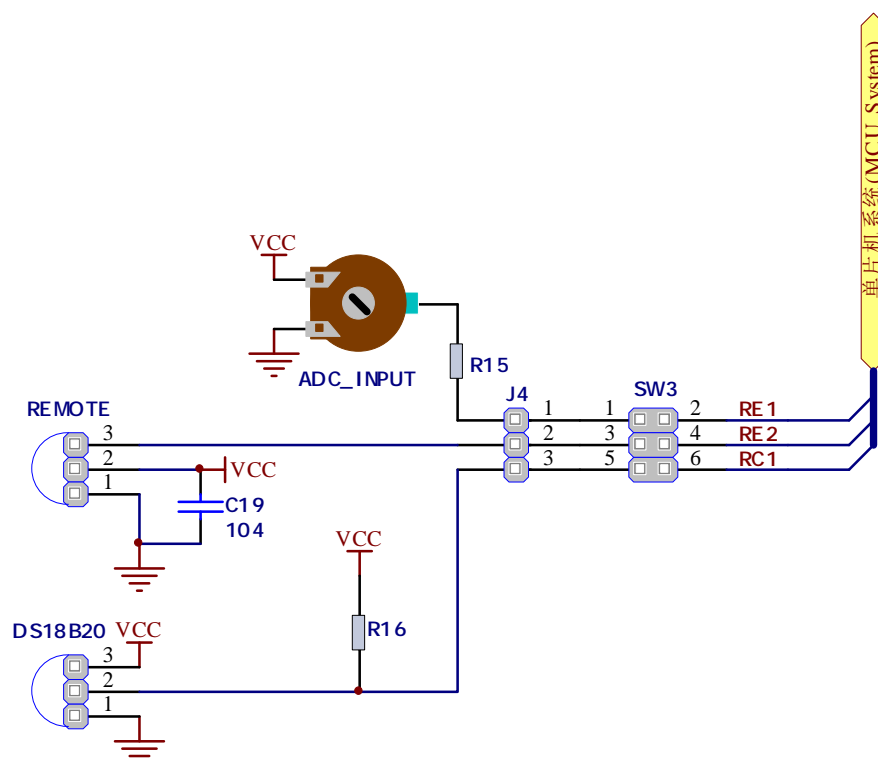 单片机系统(MCU System)
VCC
ADC_INPUT
R15
REMOTE
3
2
1
VCC
C19
104
J4
1
2
3
SW3
1
3
5
2
4
6
RE1
RE2
RC1
VCC
R16
DS18B20
VCC
3
2
1